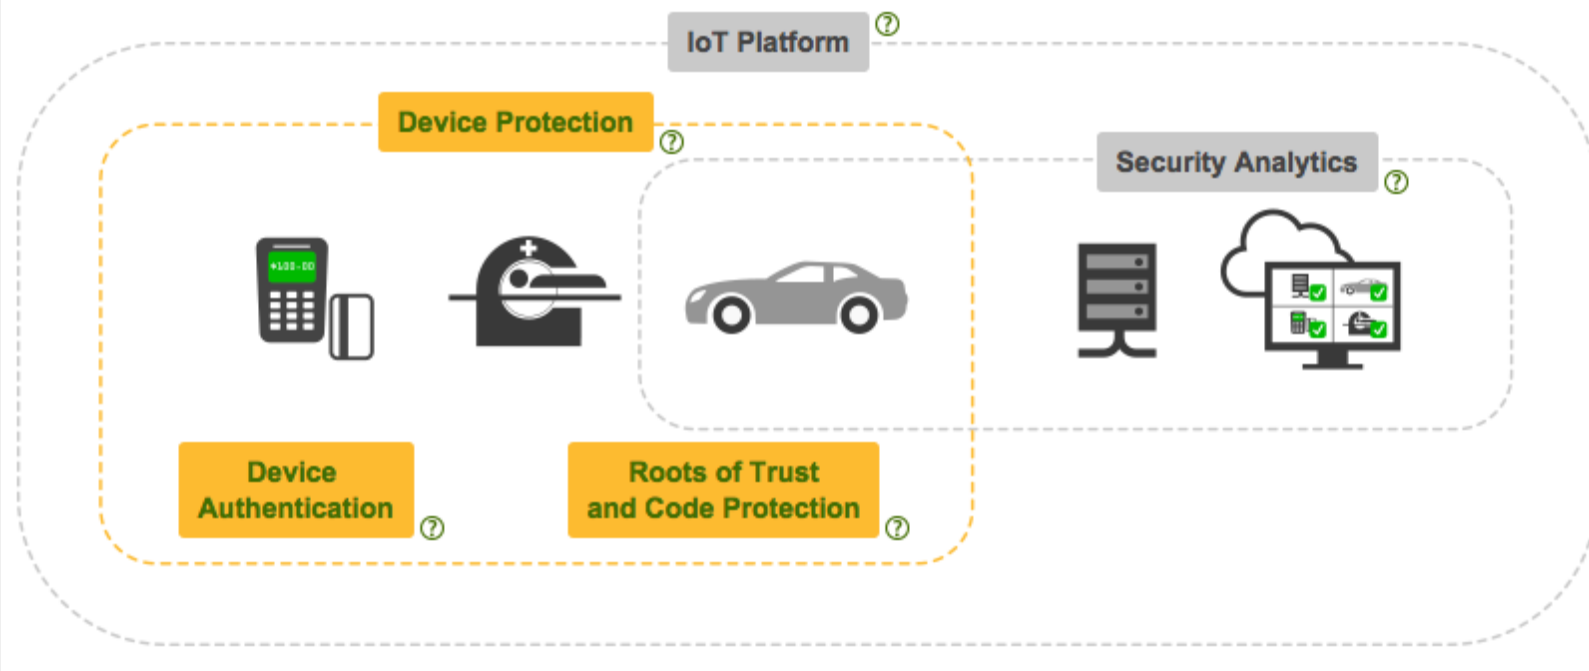 IoT Platform
?
Device Protection
?
Security Analytics
?
Device
Authentication
?
Roots of Trust
and Code Protection
?